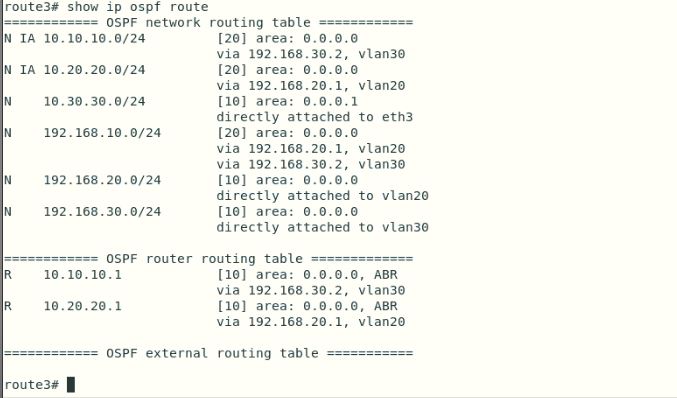 route3# show ip ospf route
============ OSPF network routing table ============
N IA 10.10.10.0/24         [20] area: 0.0.0.0
                           via 192.168.30.2, vlan30
N IA 10.20.20.0/24         [20] area: 0.0.0.0
                           via 192.168.20.1, vlan20
N    10.30.30.0/24         [10] area: 0.0.0.1
                           directly attached to eth3
N    192.168.10.0/24       [20] area: 0.0.0.0
                           via 192.168.20.1, vlan20
                           via 192.168.30.2, vlan30
N    192.168.20.0/24       [10] area: 0.0.0.0
                           directly attached to vlan20
N    192.168.30.0/24       [10] area: 0.0.0.0
                           directly attached to vlan30
============ OSPF router routing table =============
R    10.10.10.1            [10] area: 0.0.0.0, ABR
                           via 192.168.30.2, vlan30
R    10.20.20.1            [10] area: 0.0.0.0, ABR
                           via 192.168.20.1, vlan20
============ OSPF external routing table ===========
route3#